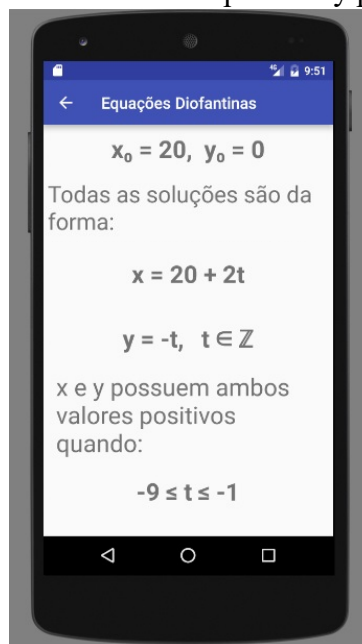 4G 9:51
Equações Diofantinas
x₀ = 20, y₀ = 0
Todas as soluções são da
forma:
x = 20 + 2t
y = -t, t ∈ ℤ
x e y possuem ambos
valores positivos
quando:
-9 ≤ t ≤ -1